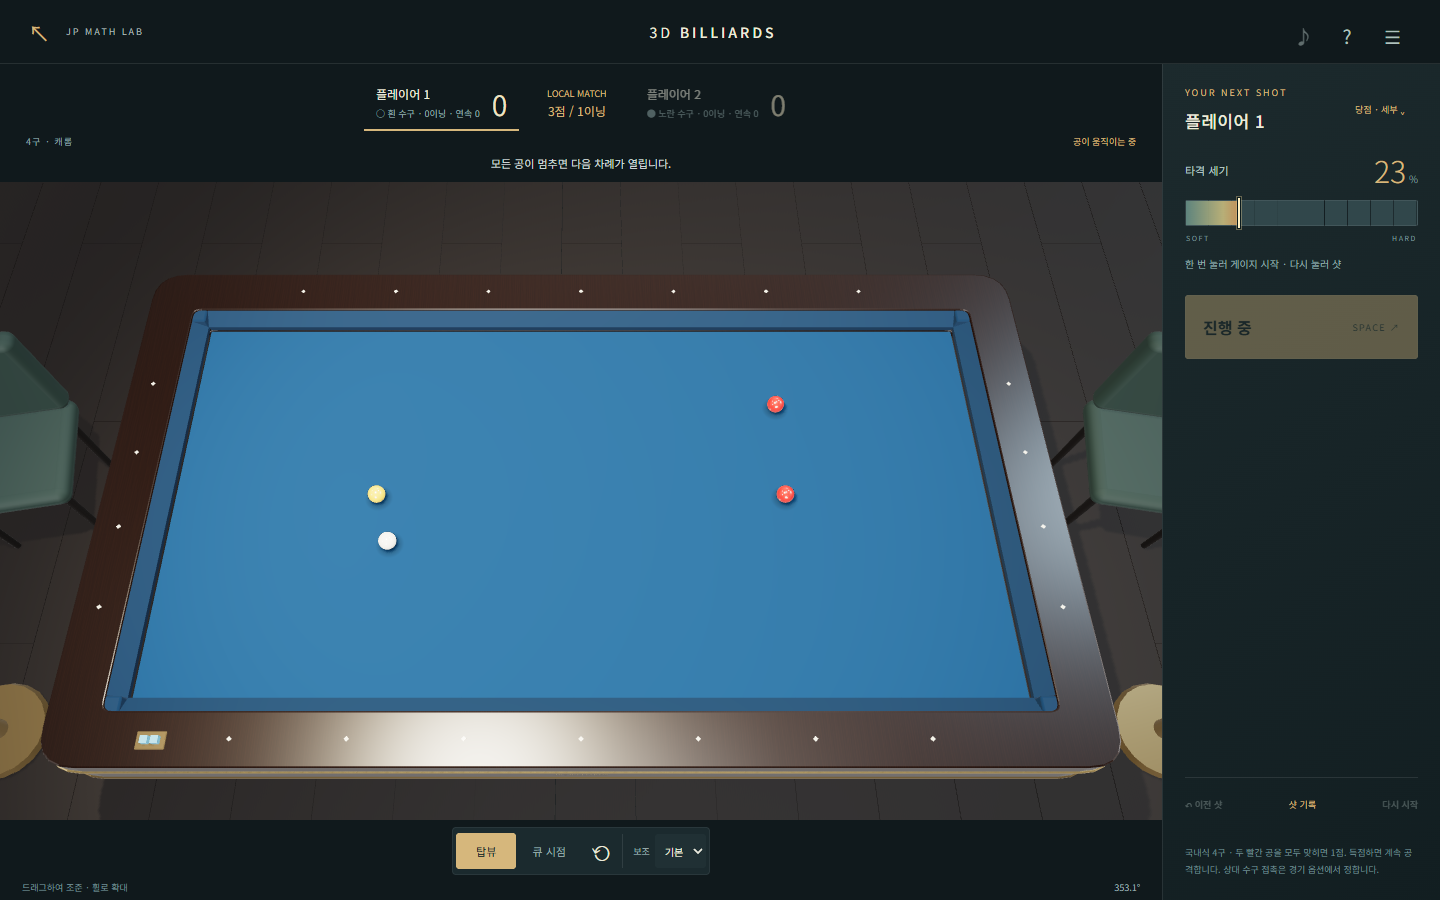 JP MATH LAB
3D BILLIARDS
?
플레이어 1
흰 수구 · 0이닝 · 연속 0
0
LOCAL MATCH
3점 / 1이닝
플레이어 2
노란 수구 · 0이닝 · 연속 0
0
4구 · 캐롬
공이 움직이는 중
모든 공이 멈추면 다음 차례가 열립니다.
YOUR NEXT SHOT
플레이어 1
당점 · 세부
타격 세기
23 %
SOFT
HARD
한 번 눌러 게이지 시작 · 다시 눌러 샷
진행 중
SPACE ↗
이전 샷
샷 기록
다시 시작
국내식 4구 · 두 빨간 공을 모두 맞히면 1점. 득점하면 계속 공
격합니다. 상대 수구 접촉은 경기 옵션에서 정합니다.
탑뷰
큐 시점
보조
기본
드래그하여 조준 · 휠로 확대
353.1°